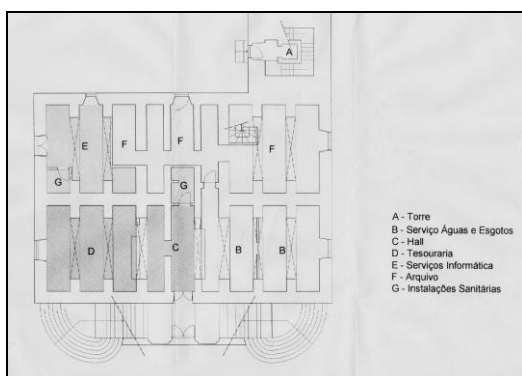 A
E
F
F
F
G
G
D
C
B
B
A - Torre
B - Serviço Águas e Esgotos
C - Hall
D - Tesouraria
E - Serviços Informática
F - Arquivo
G - Instalações Sanitárias